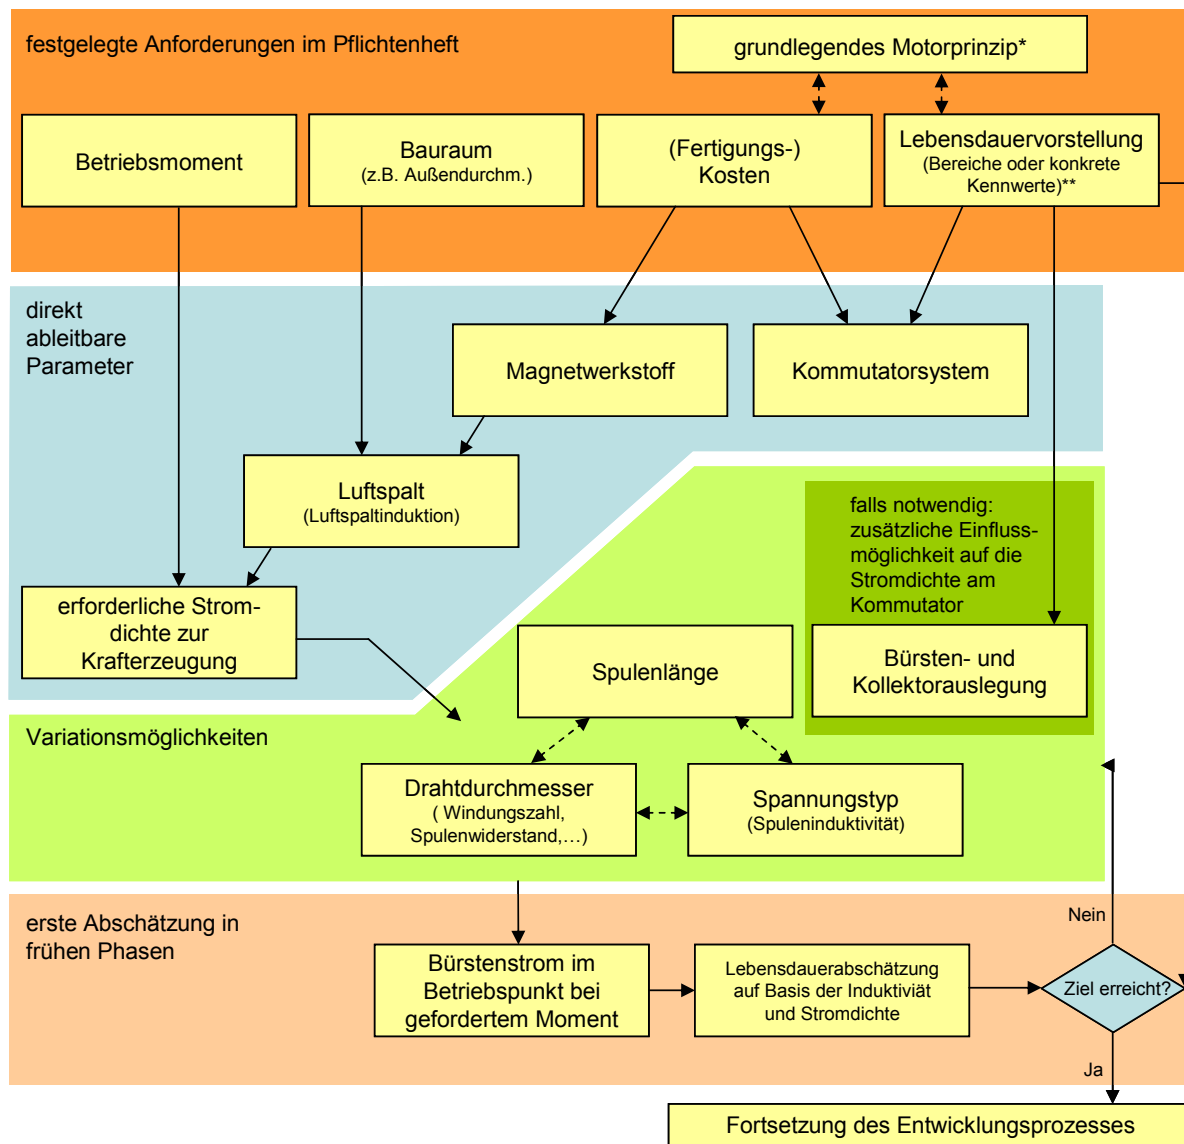 festgelegte Anforderungen im Pflichtenheft
grundlegendes Motorprinzip*
Betriebsmoment
Bauraum
(z.B. Außendurchm.)
(Fertigungs-)
Kosten
Lebensdauervorstellung
(Bereiche oder konkrete
Kennwerte)**
direkt
ableitbare
Parameter
Magnetwerkstoff
Kommutatorsystem
Luftspalt
(Luftspaltinduktion)
falls notwendig:
zusätzliche Einfluss-
möglichkeit auf die
Stromdichte am
Kommutator
erforderliche Strom-
dichte zur
Krafterzeugung
Spulenlänge
Bürsten- und
Kollektorauslegung
Variationsmöglichkeiten
Drahtdurchmesser
( Windungszahl,
Spulenwiderstand,...)
Spannungstyp
(Spuleninduktivität)
erste Abschätzung in
frühen Phasen
Nein
Bürstenstrom im
Betriebspunkt bei
gefordertem Moment
Lebensdauerabschätzung
auf Basis der Induktiviät
und Stromdichte
Ziel erreicht?
Ja
Fortsetzung des Entwicklungsprozesses